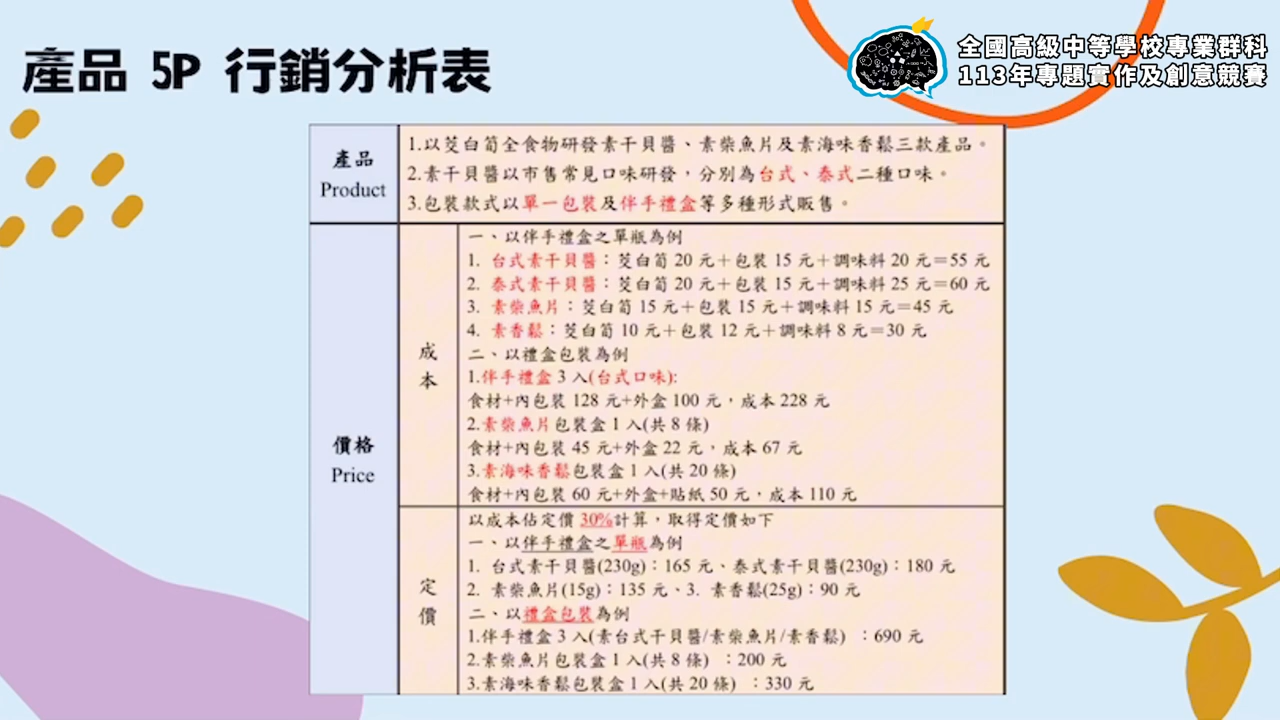 產品 5P 行銷分析表
全國高級中等學校專業群科
113年專題實作及創意競賽
產品
Product
1.以茭白筍全食物研發素干貝醬、素柴魚片及素海味香鬆三款產品。
2.素干貝醬以市售常見口味研發，分別為台式、泰式二種口味。
3.包裝款式以單一包裝及伴手禮盒等多種形式販售。
價格
Price
成本
一、以伴手禮盒之單瓶為例
1. 台式素干貝醬：茭白筍 20 元＋包裝 15 元＋調味料 20 元＝55 元
2. 泰式素干貝醬：茭白筍 20 元＋包裝 15 元＋調味料 25 元＝60 元
3. 素柴魚片：茭白筍 15 元＋包裝 15 元＋調味料 15 元＝45 元
4. 素香鬆：茭白筍 10 元＋包裝 12 元＋調味料 8 元＝30 元
二、以禮盒包裝為例
1.伴手禮盒 3 入(台式口味):
食材+內包裝 128 元+外盒 100 元，成本 228 元
2.素柴魚片包裝盒 1 入(共 8 條)
食材+內包裝 45 元+外盒 22 元，成本 67 元
3.素海味香鬆包裝盒 1 入(共 20 條)
食材+內包裝 60 元+外盒+貼紙 50 元，成本 110 元
定價
以成本佔定價 30%計算，取得定價如下
一、以伴手禮盒之單瓶為例
1. 台式素干貝醬(230g)：165 元、泰式素干貝醬(230g)：180 元
2. 素柴魚片(15g)：135 元、3. 素香鬆(25g)：90 元
二、以禮盒包裝為例
1.伴手禮盒 3 入(素台式干貝醬/素柴魚片/素香鬆) ：690 元
2.素柴魚片包裝盒 1 入(共 8 條) ：200 元
3.素海味香鬆包裝盒 1 入(共 20 條) ：330 元